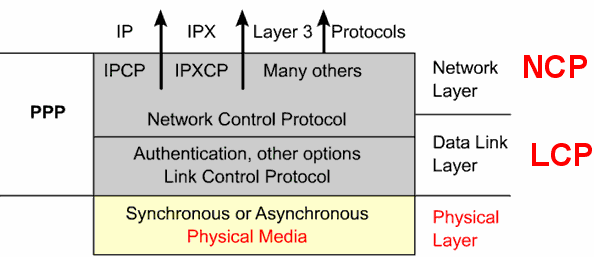 IP IPX Layer 3 Protocols
IPCP IPXCP Many others
Network Layer
NCP
PPP
Network Control Protocol
Authentication, other options
Link Control Protocol
Data Link Layer
LCP
Synchronous or Asynchronous
Physical Media
Physical Layer